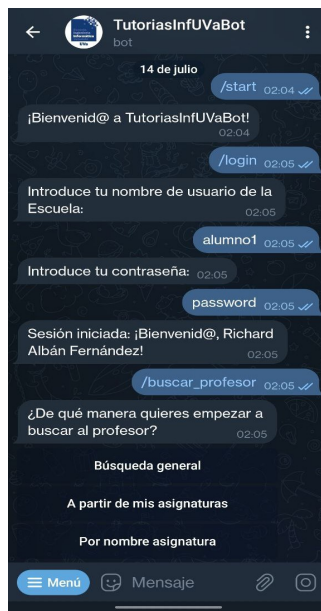 TutoriasInfUVaBot
bot
14 de julio
/start 02:04
¡Bienvenid@ a TutoriasInfUVaBot!
02:04
/login 02:05
Introduce tu nombre de usuario de la
Escuela: 02:05
alumno1 02:05
Introduce tu contraseña: 02:05
password 02:05
Sesión iniciada: ¡Bienvenid@, Richard
Albán Fernández! 02:05
/buscar_profesor 02:05
¿De qué manera quieres empezar a
buscar al profesor? 02:05
Búsqueda general
A partir de mis asignaturas
Por nombre asignatura
Menú Mensaje